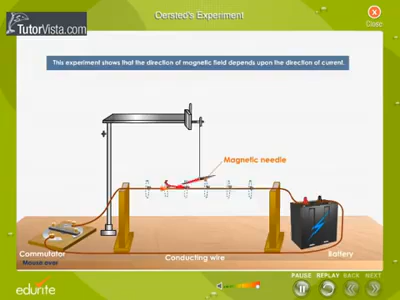 Oersted's Experiment
Close
TutorVista.com
This experiment shows that the direction of magnetic field depends upon the direction of current.
Magnetic needle
Commutator
Mouse over
Conducting wire
Battery
edurite
PAUSE REPLAY BACK NEXT